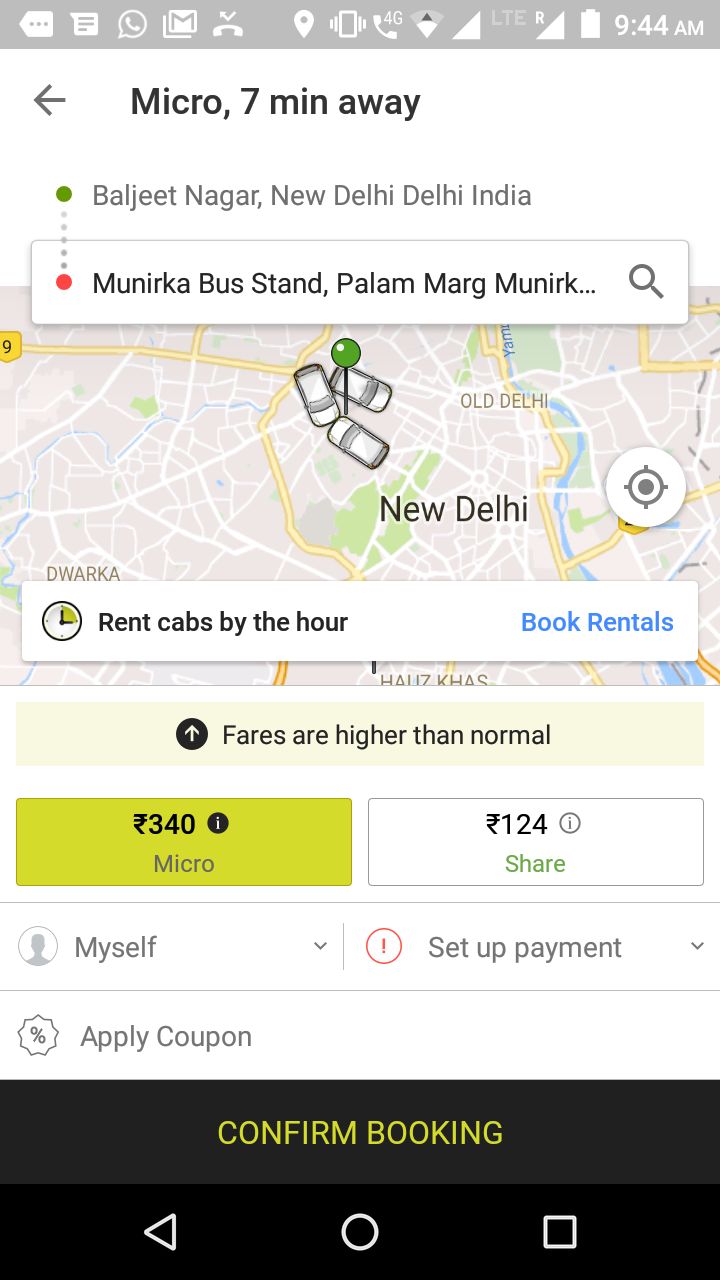 4G
LTE
R
9:44 AM
Micro, 7 min away
Baljeet Nagar, New Delhi Delhi India
Munirka Bus Stand, Palam Marg Munirk...
9
OLD DELHI
New Delhi
DWARKA
Rent cabs by the hour
Book Rentals
HAUZ KHAS
Fares are higher than normal
₹340
Micro
₹124
Share
Myself
! Set up payment
% Apply Coupon
CONFIRM BOOKING